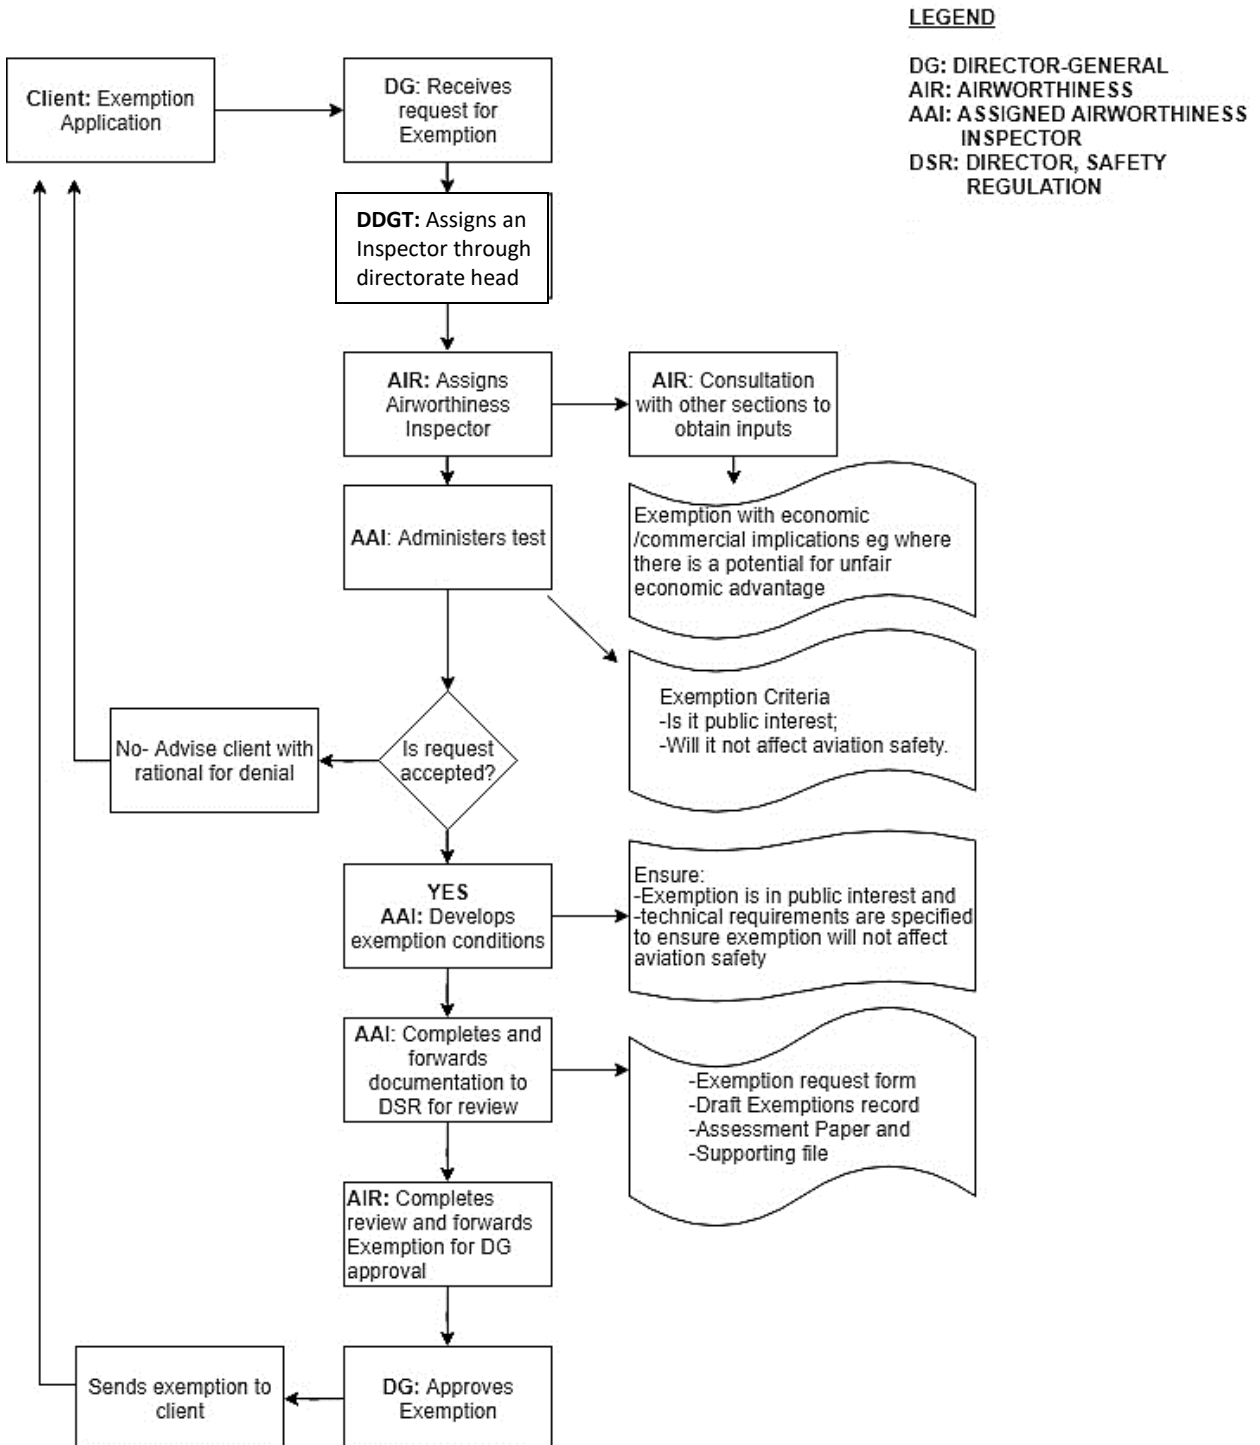 LEGEND
DG: DIRECTOR-GENERAL
AIR: AIRWORTHINESS
AAI: ASSIGNED AIRWORTHINESS
INSPECTOR
DSR: DIRECTOR, SAFETY
REGULATION
Client: Exemption
Application
DG: Receives
request for
Exemption
DDGT: Assigns an
Inspector through
directorate head
AIR: Assigns
Airworthiness
Inspector
AIR: Consultation
with other sections to
obtain inputs
AAI: Administers test
Exemption with economic
/commercial implications eg where
there is a potential for unfair
economic advantage
Exemption Criteria
-Is it public interest;
-Will it not affect aviation safety.
Is request
accepted?
No- Advise client with
rational for denial
YES
AAI: Develops
exemption conditions
Ensure:
-Exemption is in public interest and
-technical requirements are specified
to ensure exemption will not affect
aviation safety
AAI: Completes and
forwards
documentation to
DSR for review
-Exemption request form
-Draft Exemptions record
-Assessment Paper and
-Supporting file
AIR: Completes
review and forwards
Exemption for DG
approval
DG: Approves
Exemption
Sends exemption to
client